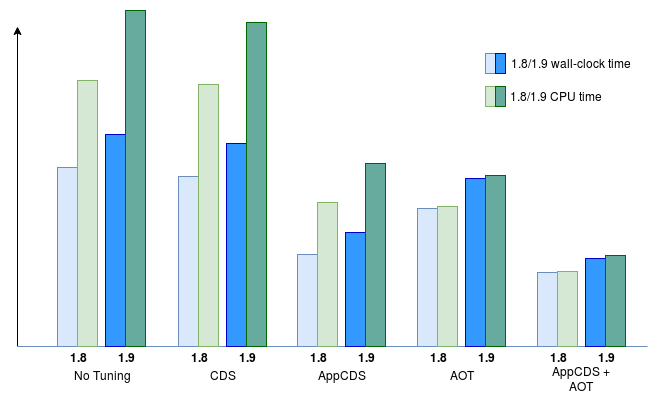 1.8/1.9 wall-clock time
1.8/1.9 CPU time
1.8 1.9 1.8 1.9 1.8 1.9 1.8 1.9 1.8 1.9
No Tuning CDS AppCDS AOT AppCDS +
AOT